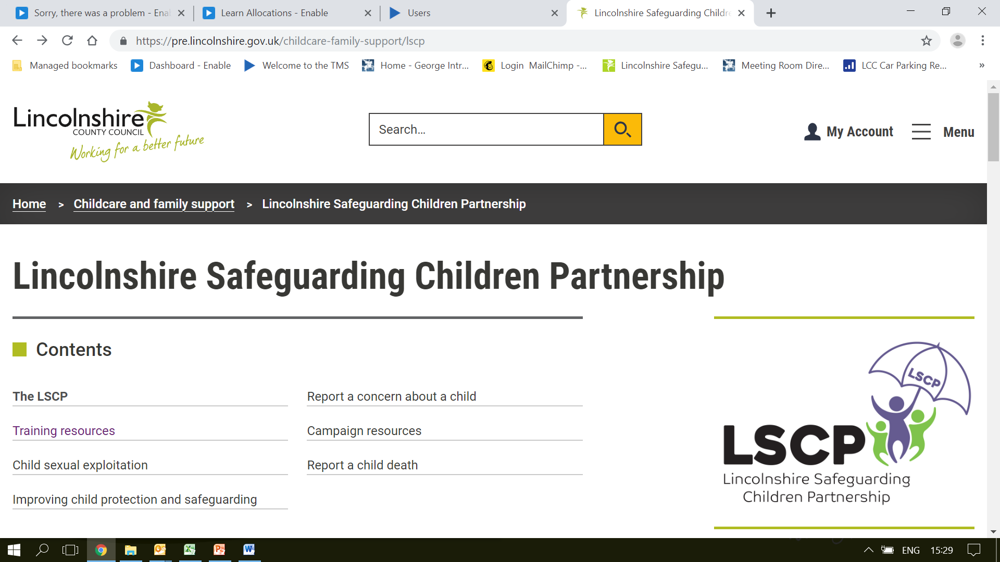 Sorry, there was a problem - Ena
Learn Allocations - Enable
Users
Lincolnshire Safeguarding Childre
https://pre.lincolnshire.gov.uk/childcare-family-support/lscp
Managed bookmarks
Dashboard - Enable
Welcome to the TMS
Home - George Intr...
Login MailChimp -...
Lincolnshire Safegu...
Meeting Room Dire...
LCC Car Parking Re...
»
Lincolnshire
COUNTY COUNCIL
Working for a better future
Search...
My Account
Menu
Home > Childcare and family support > Lincolnshire Safeguarding Children Partnership
Lincolnshire Safeguarding Children Partnership
Contents
The LSCP
Report a concern about a child
Training resources
Campaign resources
Child sexual exploitation
Report a child death
Improving child protection and safeguarding
LSCP
LSCP
Lincolnshire Safeguarding
Children Partnership
ENG
15:29